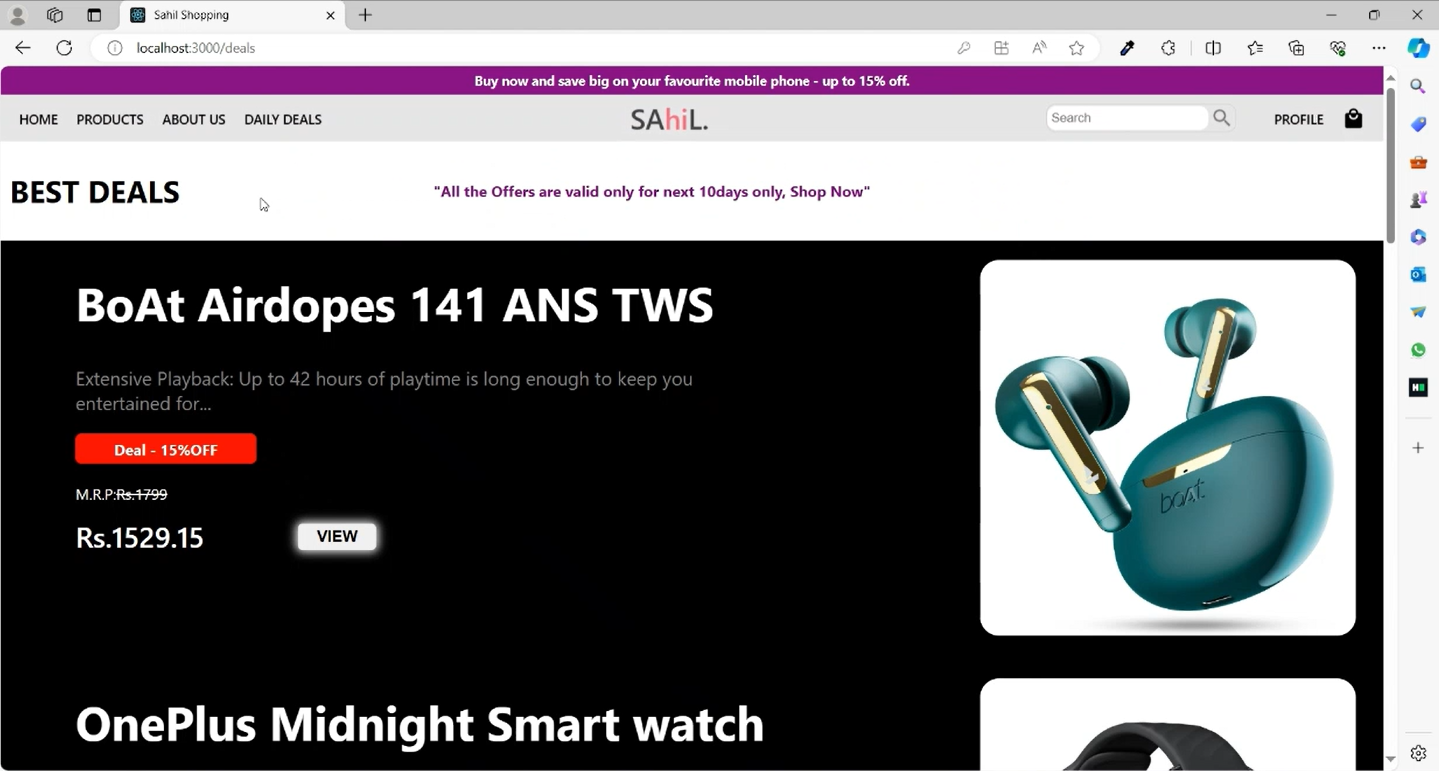 Sahil Shopping
localhost:3000/deals
Buy now and save big on your favourite mobile phone - up to 15% off.
HOME PRODUCTS ABOUT US DAILY DEALS SAhiL. Search PROFILE
BEST DEALS "All the Offers are valid only for next 10days only, Shop Now"
BoAt Airdopes 141 ANS TWS
Extensive Playback: Up to 42 hours of playtime is long enough to keep you
entertained for...
Deal - 15%OFF
M.R.P:Rs.1799
Rs.1529.15 VIEW
boAt
OnePlus Midnight Smart watch